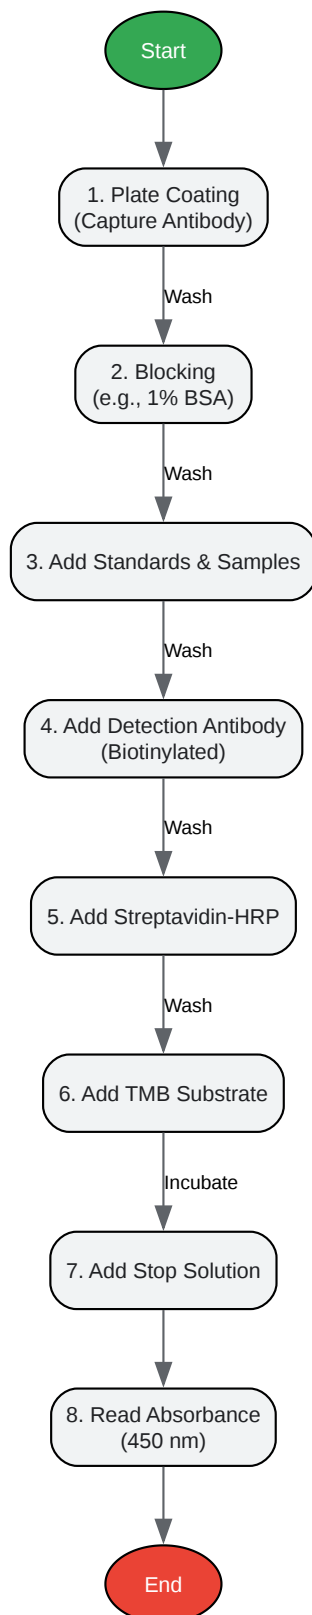 Start
1. Plate Coating
(Capture Antibody)
Wash
2. Blocking
(e.g., 1% BSA)
Wash
3. Add Standards & Samples
Wash
4. Add Detection Antibody
(Biotinylated)
Wash
5. Add Streptavidin-HRP
Wash
6. Add TMB Substrate
Incubate
7. Add Stop Solution
8. Read Absorbance
(450 nm)
End